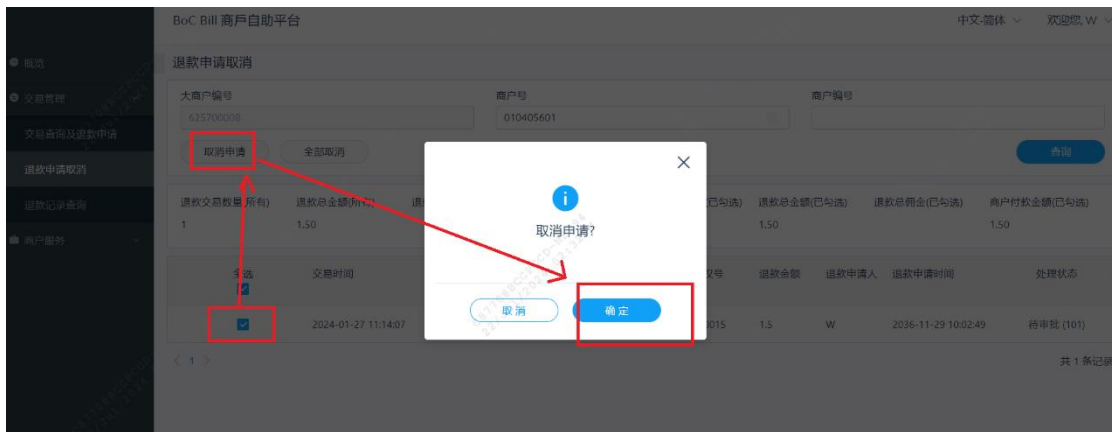 BoC Bill 商戶自助平台
中文-简体
欢迎您, W
概览
退款申请取消
交易管理
大商户编号
商户号
商户编号
625700008
010405601
交易查询及退款申请
取消申请
全部取消
查询
退款申请取消
退款记录查询
退款交易数量(所有)
退款总金额(所有)
退
已勾选)
退款总金额(已勾选)
退款总佣金(已勾选)
商户付款金额(已勾选)
1
1.50
1.50
1.50
商户服务
取消申请?
全选
交易时间
号
退款金额
退款申请人
退款申请时间
处理状态
取 消
确 定
2024-01-27 11:14:07
0015
1.5
W
2036-11-29 10:02:49
待审批 (101)
1
共 1 条记录